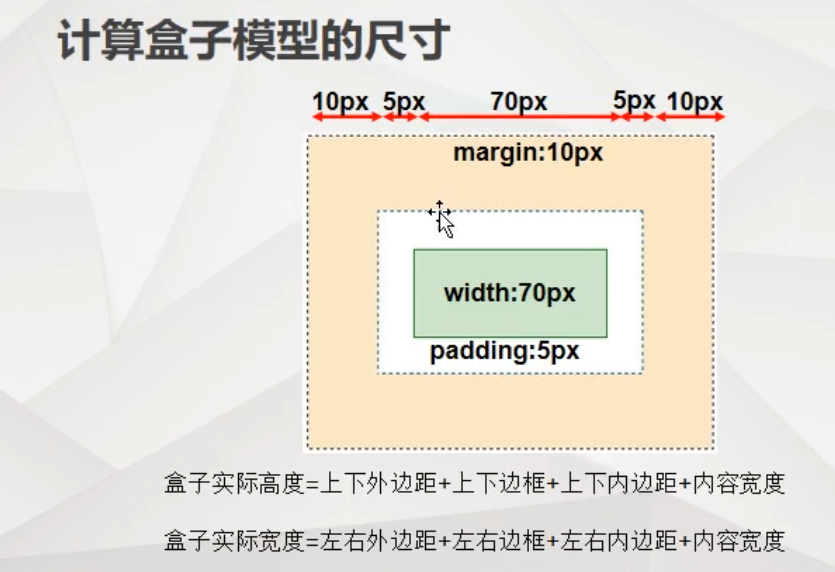 计算盒子模型的尺寸
10px 5px 70px 5px 10px
margin:10px
width:70px
padding:5px
盒子实际高度=上下外边距+上下边框+上下内边距+内容宽度
盒子实际宽度=左右外边距+左右边框+左右内边距+内容宽度